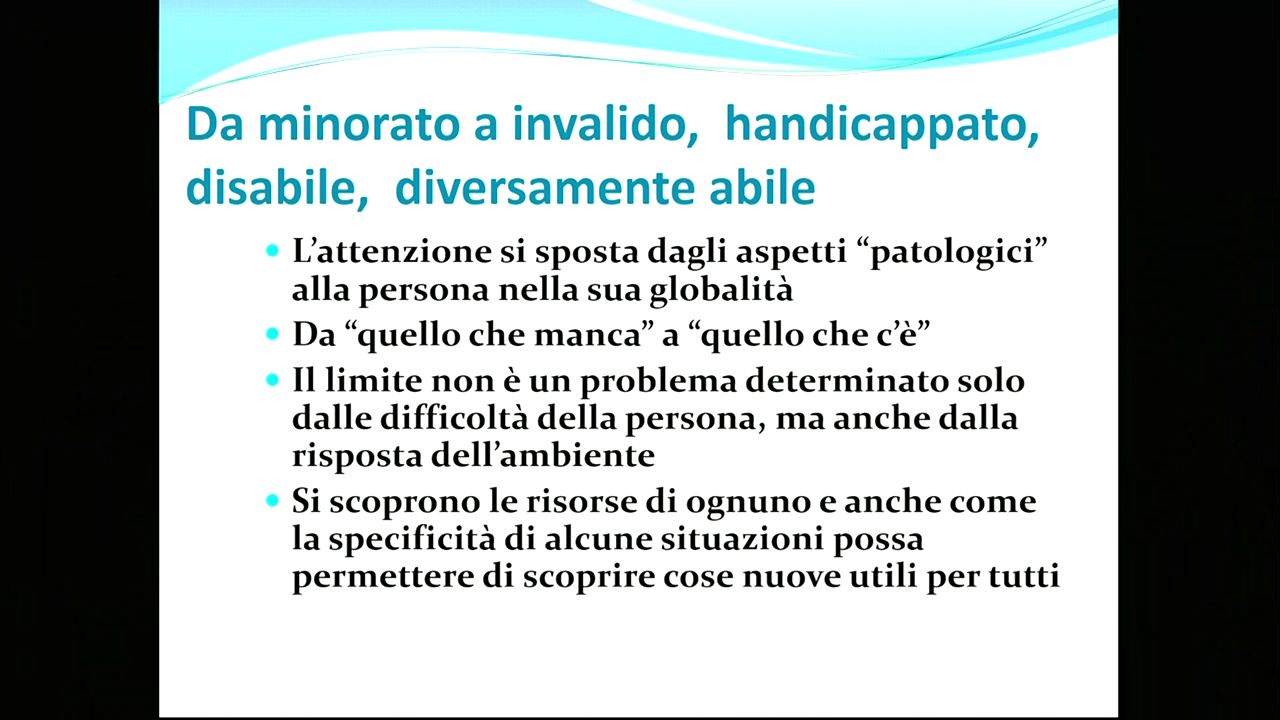 Da minorato a invalido,  handicappato,
disabile,  diversamente abile
• L’attenzione si sposta dagli aspetti “patologici”
alla persona nella sua globalità
• Da “quello che manca” a “quello che c’è”
• Il limite non è un problema determinato solo
dalle difficoltà della persona, ma anche dalla
risposta dell’ambiente
• Si scoprono le risorse di ognuno e anche come
la specificità di alcune situazioni possa
permettere di scoprire cose nuove utili per tutti